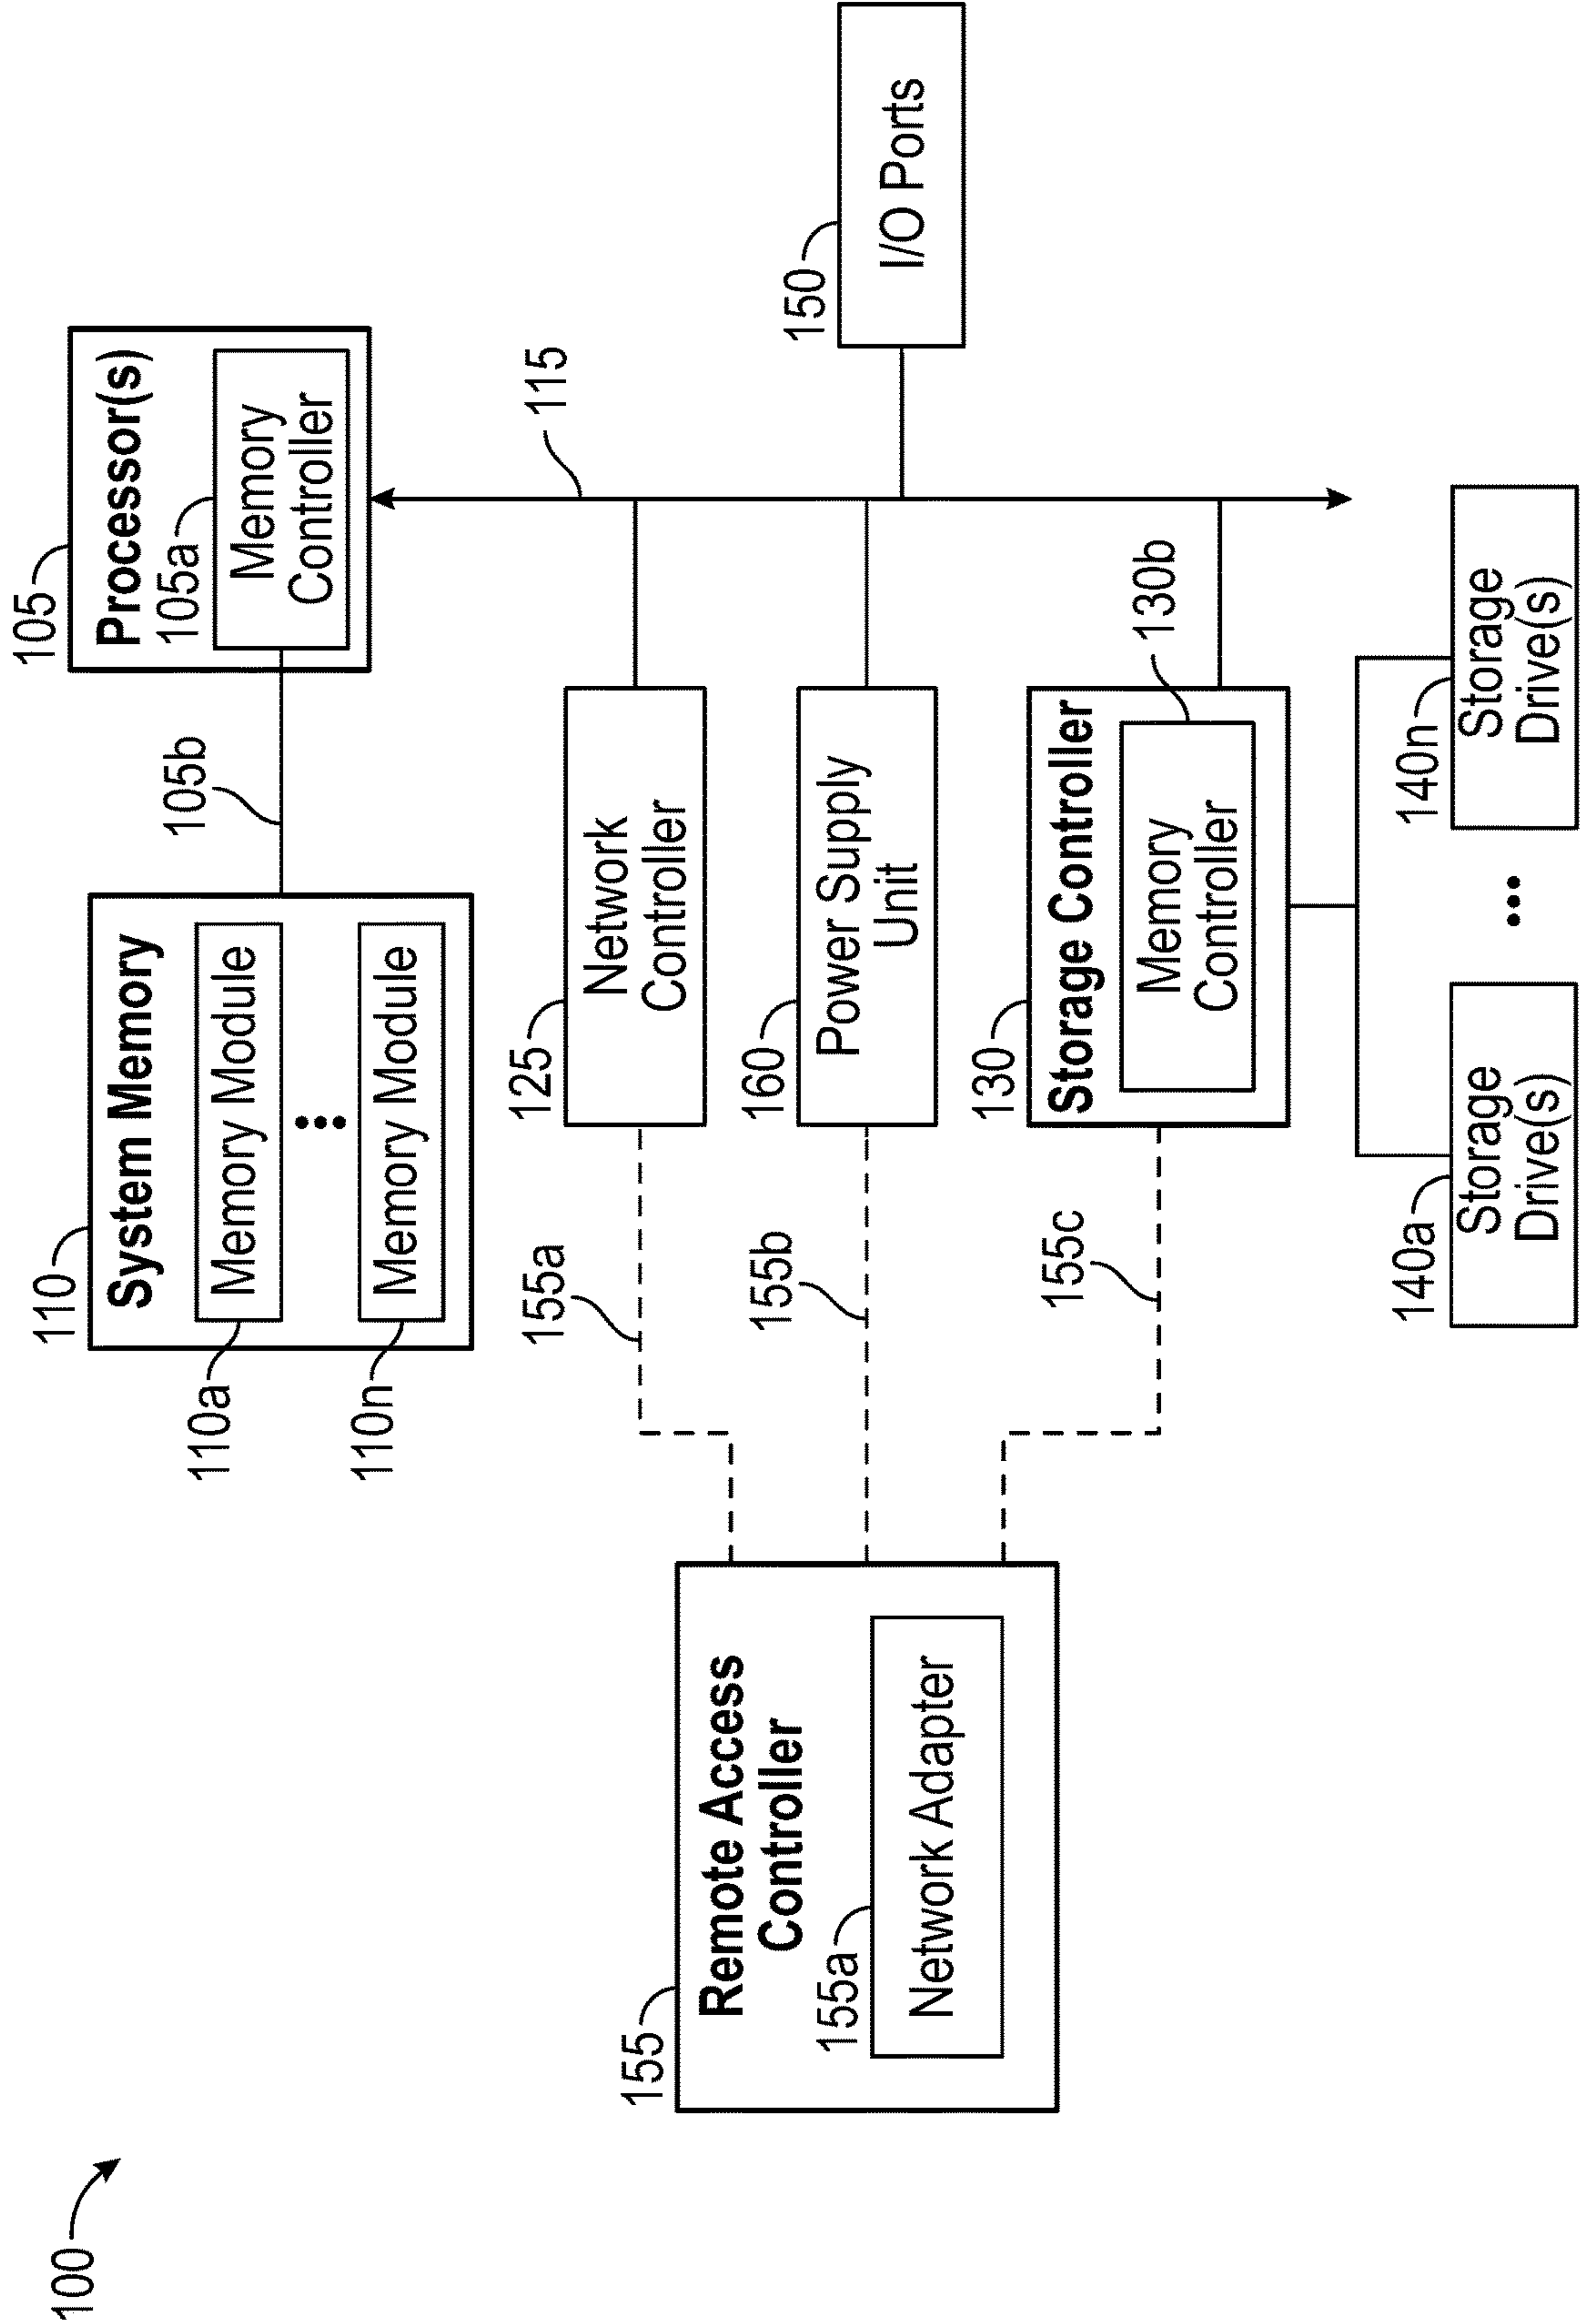 100
105
Processor(s)
105a
Memory
Controller
105b
110
System Memory
110a
Memory Module
110n
Memory Module
115
125
Network
Controller
150
I/O Ports
160
Power Supply
Unit
130
Storage Controller
130b
Memory
Controller
155a
155b
155c
155
Remote Access
Controller
155a
Network Adapter
140a
Storage
Drive(s)
140n
Storage
Drive(s)